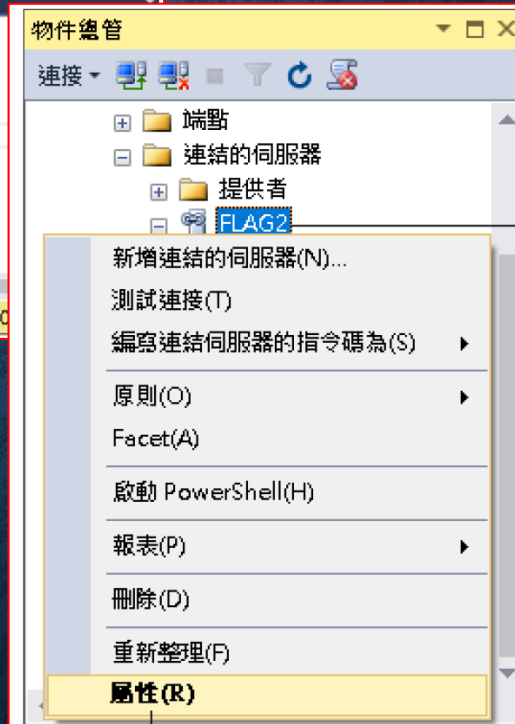 物件總管
連接
端點
連結的伺服器
提供者
FLAG2
新增連結的伺服器(N)...
測試連接(T)
編寫連結伺服器的指令碼為(S)
原則(O)
Facet(A)
啟動 PowerShell(H)
報表(P)
刪除(D)
重新整理(F)
屬性(R)